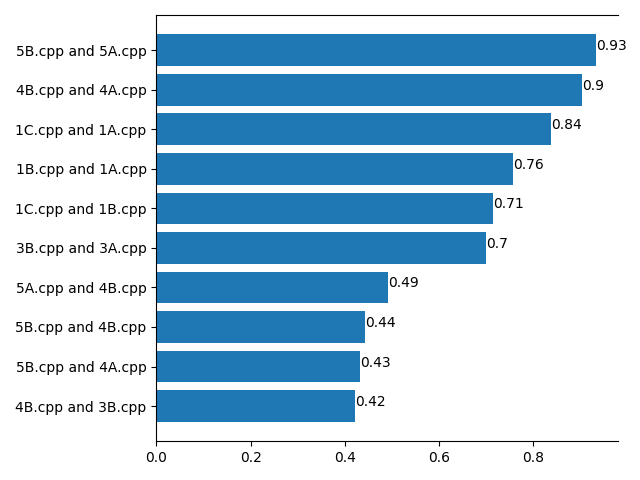 5B.cpp and 5A.cpp 0.93
4B.cpp and 4A.cpp 0.9
1C.cpp and 1A.cpp 0.84
1B.cpp and 1A.cpp 0.76
1C.cpp and 1B.cpp 0.71
3B.cpp and 3A.cpp 0.7
5A.cpp and 4B.cpp 0.49
5B.cpp and 4B.cpp 0.44
5B.cpp and 4A.cpp 0.43
4B.cpp and 3B.cpp 0.42
0.0 0.2 0.4 0.6 0.8